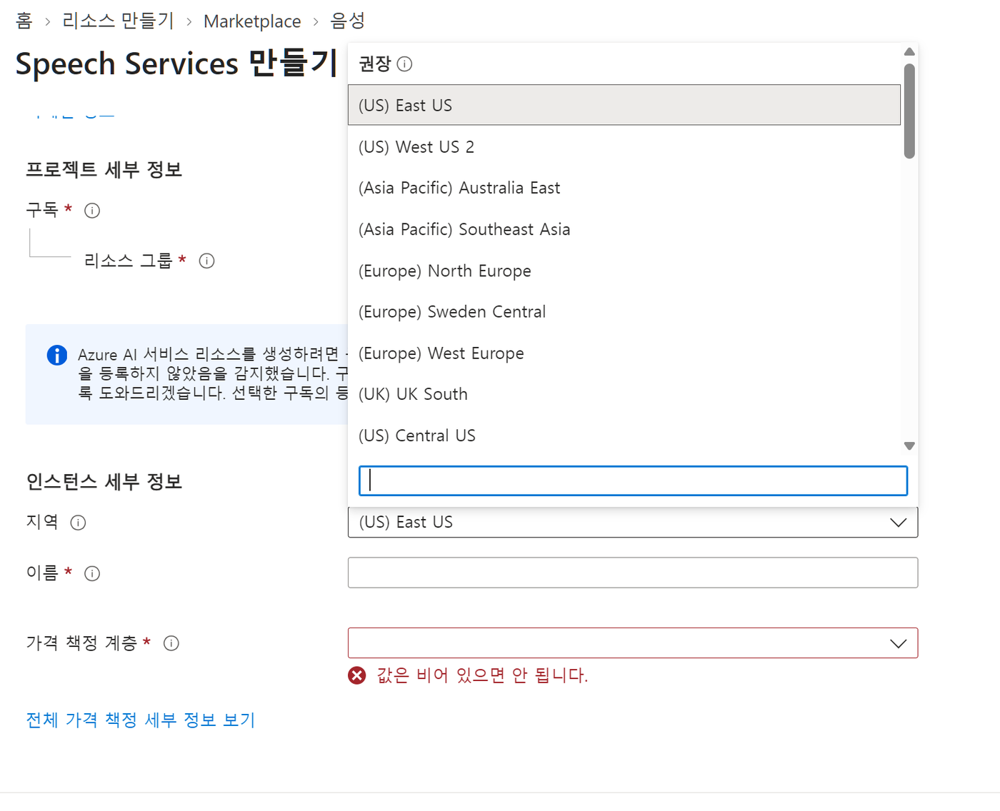 홈 > 리소스 만들기 > Marketplace > 음성
Speech Services 만들기
프로젝트 세부 정보
구독 *
리소스 그룹 *
Azure AI 서비스 리소스를 생성하려면
을 등록하지 않았음을 감지했습니다. 구
록 도와드리겠습니다. 선택한 구독의 등
인스턴스 세부 정보
지역
권장
(US) East US
(US) West US 2
(Asia Pacific) Australia East
(Asia Pacific) Southeast Asia
(Europe) North Europe
(Europe) Sweden Central
(Europe) West Europe
(UK) UK South
(US) Central US
(US) East US
이름 *
가격 책정 계층 *
값은 비어 있으면 안 됩니다.
전체 가격 책정 세부 정보 보기